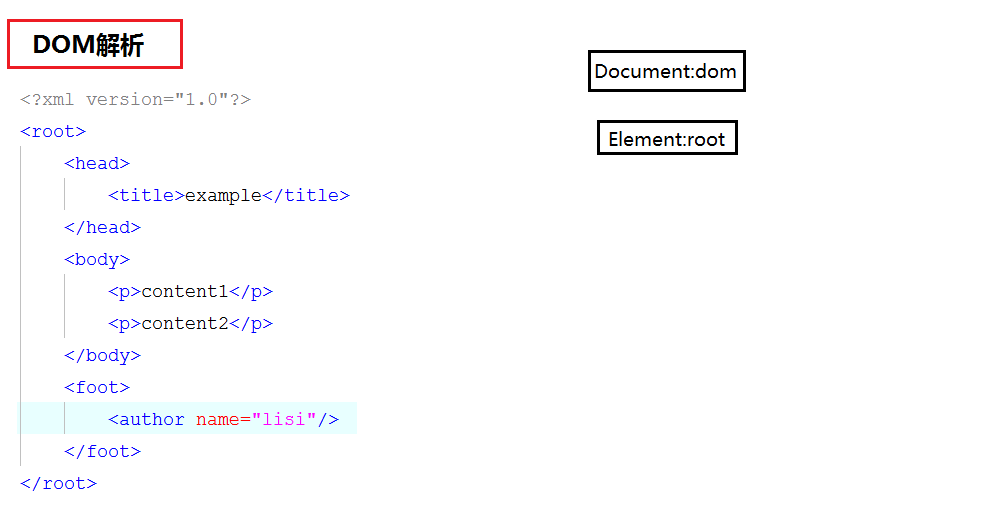 DOM解析
<?xml version="1.0"?>
<root>
<head>
<title>example</title>
</head>
<body>
<p>content1</p>
<p>content2</p>
</body>
<foot>
<author name="lisi"/>
</foot>
</root>
Document:dom
Element:root